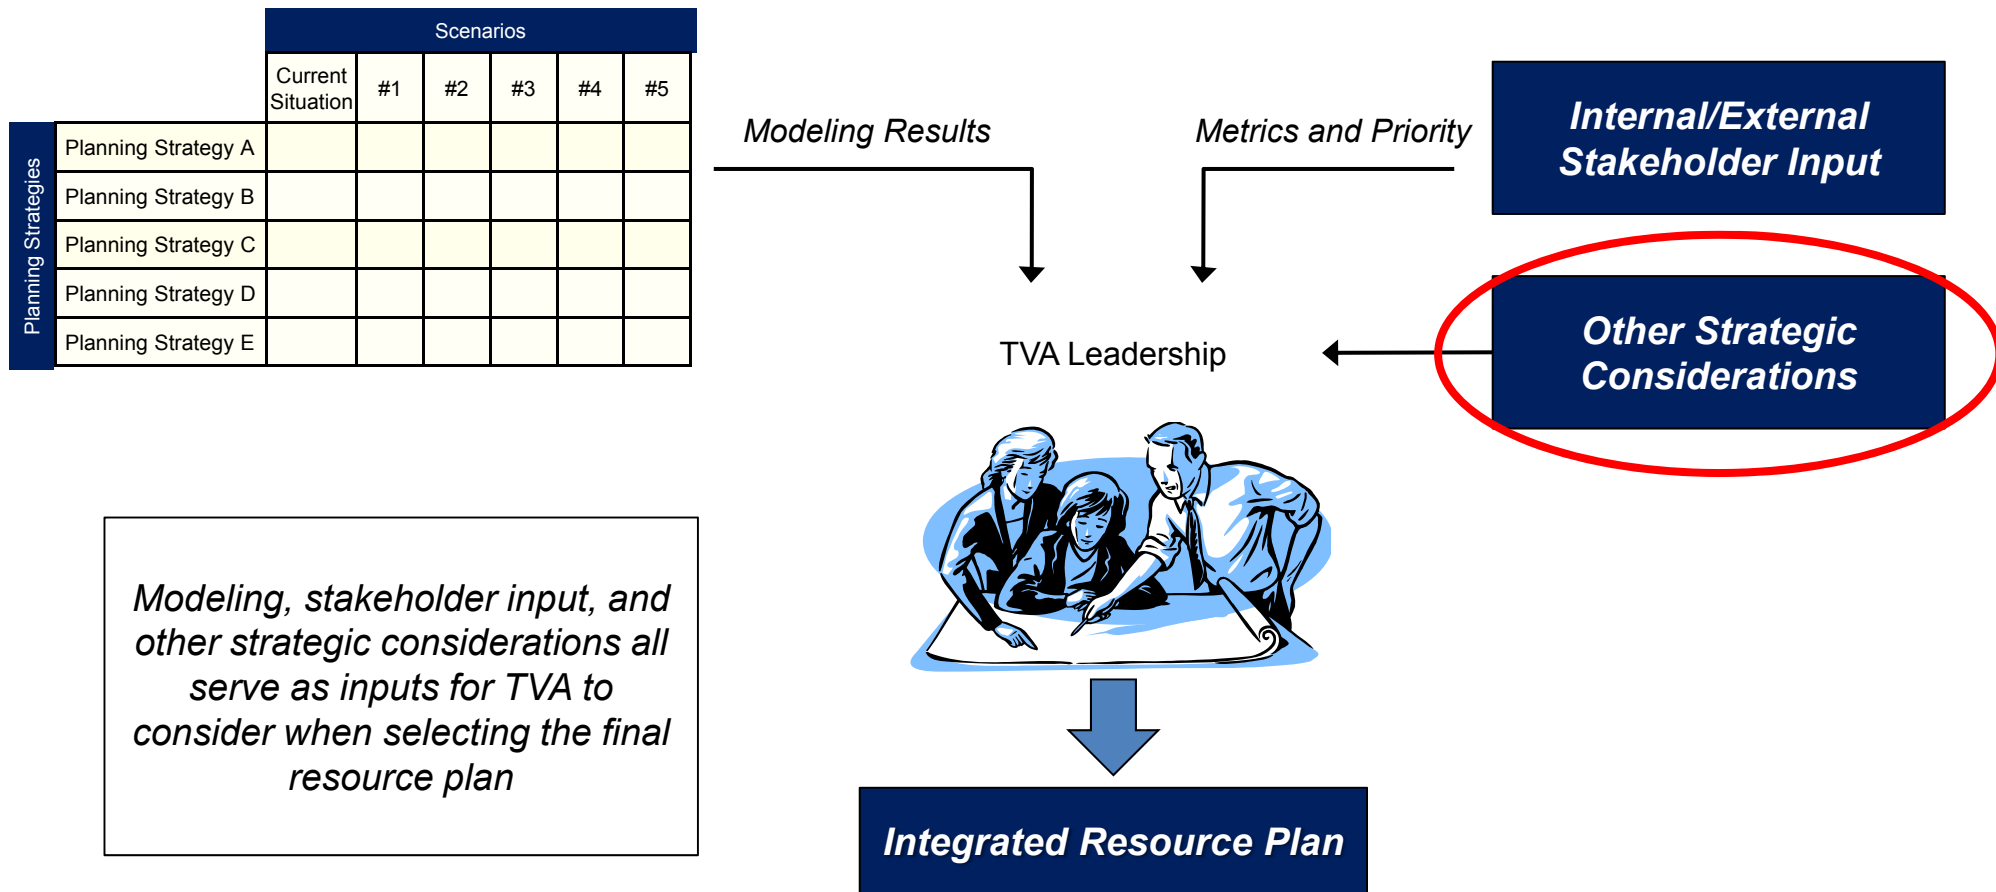 Scenarios
Current
Situation
#1
#2
#3
#4
#5
Planning Strategies
Planning Strategy A
Planning Strategy B
Planning Strategy C
Planning Strategy D
Planning Strategy E
Modeling Results
Metrics and Priority
Internal/External
Stakeholder Input
Other Strategic
Considerations
TVA Leadership
Modeling, stakeholder input, and
other strategic considerations all
serve as inputs for TVA to
consider when selecting the final
resource plan
Integrated Resource Plan